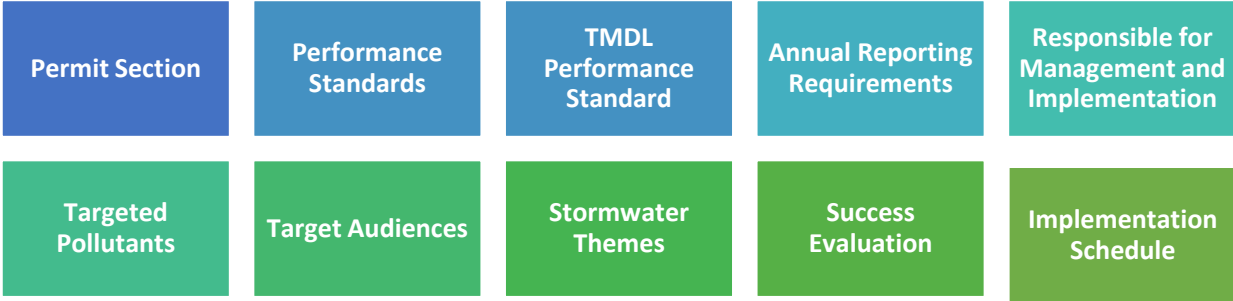 Permit Section
Performance
Standards
TMDL
Performance
Standard
Annual Reporting
Requirements
Responsible for
Management and
Implementation
Targeted
Pollutants
Target Audiences
Stormwater
Themes
Success
Evaluation
Implementation
Schedule